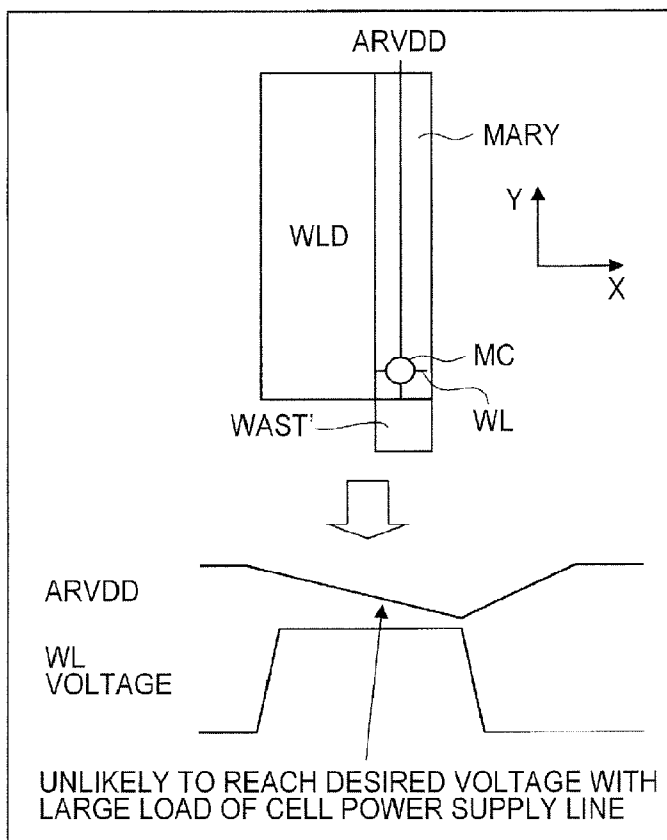 ARVDD
MARY
Y
WLD
X
MC
WL
WAST'
ARVDD
WL
VOLTAGE
UNLIKELY TO REACH DESIRED VOLTAGE WITH
LARGE LOAD OF CELL POWER SUPPLY LINE